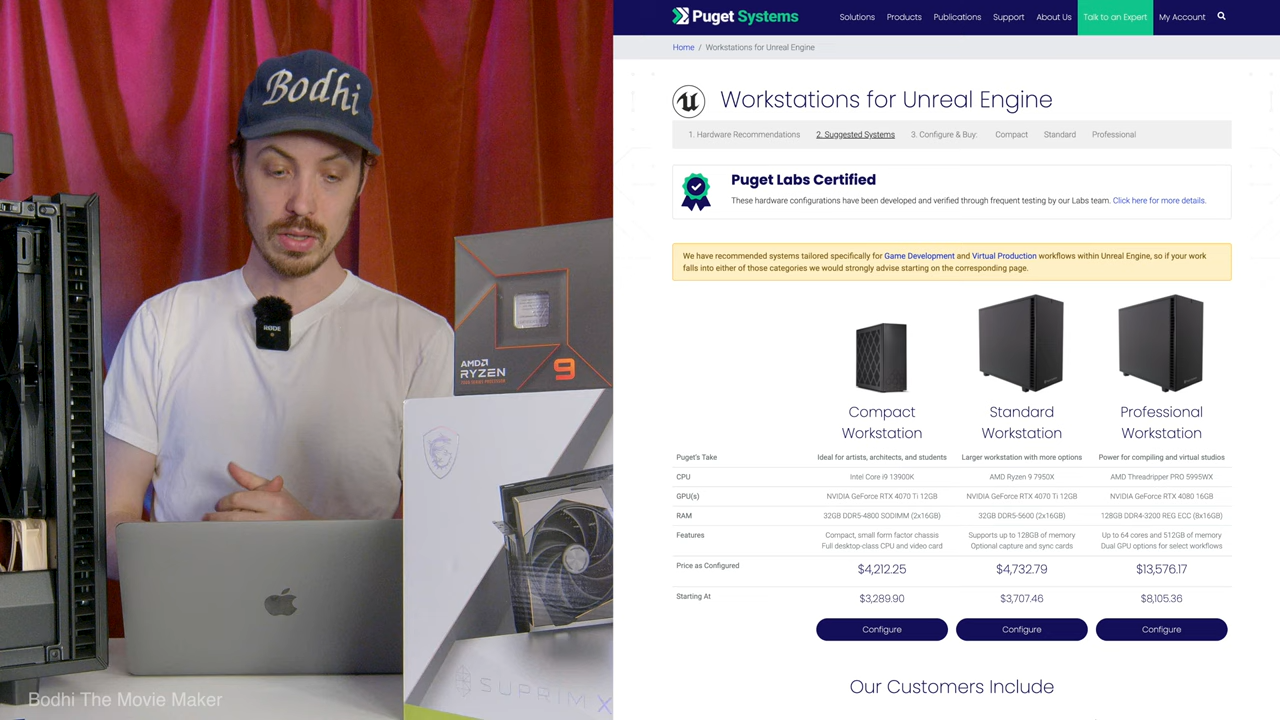 Bodhi
RØDE
AMD
RYZEN
9
SUPRIM X
Bodhi The Movie Maker
Puget Systems
Solutions Products Publications Support About Us Talk to an Expert My Account
Home / Workstations for Unreal Engine
Workstations for Unreal Engine
1. Hardware Recommendations 2. Suggested Systems 3. Configure & Buy: Compact Standard Professional
Puget Labs Certified
These hardware configurations have been developed and verified through frequent testing by our Labs team. Click here for more details.
We have recommended systems tailored specifically for Game Development and Virtual Production workflows within Unreal Engine, so if your work
falls into either of those categories we would strongly advise starting on the corresponding page.
Compact Standard Professional
Workstation Workstation Workstation
Puget's Take Ideal for artists, architects, and students Larger workstation with more options Power for compiling and virtual studios
CPU Intel Core i9 13900K AMD Ryzen 9 7950X AMD Threadripper PRO 5995WX
GPU(s) NVIDIA GeForce RTX 4070 Ti 12GB NVIDIA GeForce RTX 4070 Ti 12GB NVIDIA GeForce RTX 4080 16GB
RAM 32GB DDR5-4800 SODIMM (2x16GB) 32GB DDR5-5600 (2x16GB) 128GB DDR4-3200 REG ECC (8x16GB)
Features Compact, small form factor chassis Supports up to 128GB of memory Up to 64 cores and 512GB of memory
Full desktop-class CPU and video card Optional capture and sync cards Dual GPU options for select workflows
Price as Configured $4,212.25 $4,732.79 $13,576.17
Starting At $3,289.90 $3,707.46 $8,105.36
Configure Configure Configure
Our Customers Include